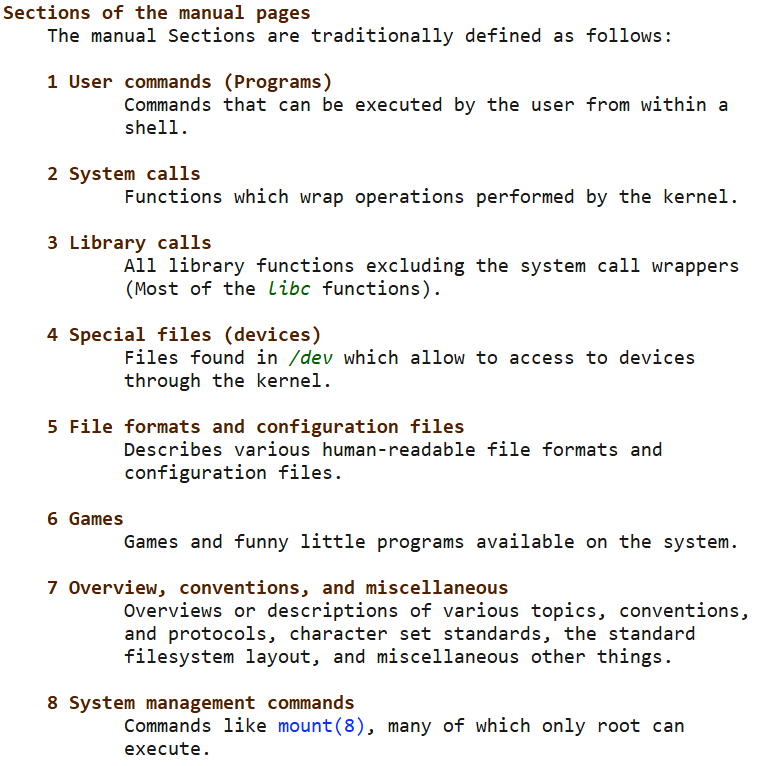 Sections of the manual pages
The manual Sections are traditionally defined as follows:
1 User commands (Programs)
Commands that can be executed by the user from within a
shell.
2 System calls
Functions which wrap operations performed by the kernel.
3 Library calls
All library functions excluding the system call wrappers
(Most of the libc functions).
4 Special files (devices)
Files found in /dev which allow to access to devices
through the kernel.
5 File formats and configuration files
Describes various human-readable file formats and
configuration files.
6 Games
Games and funny little programs available on the system.
7 Overview, conventions, and miscellaneous
Overviews or descriptions of various topics, conventions,
and protocols, character set standards, the standard
filesystem layout, and miscellaneous other things.
8 System management commands
Commands like mount(8), many of which only root can
execute.